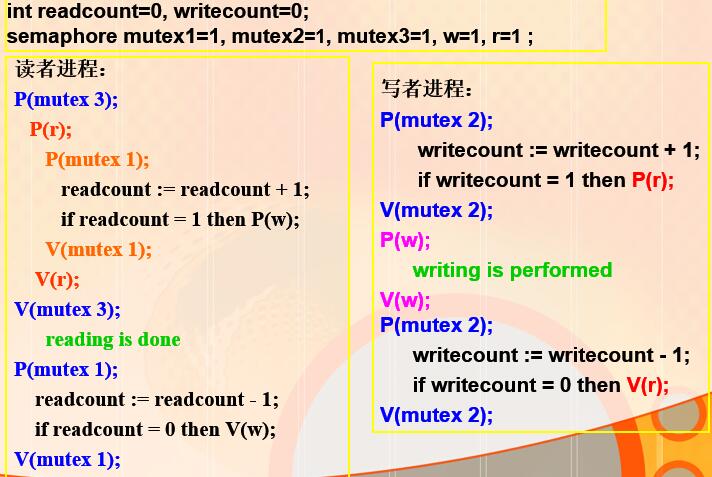 int readcount=0, writecount=0;
semaphore mutex1=1, mutex2=1, mutex3=1, w=1, r=1 ;
读者进程：
P(mutex 3);
P(r);
P(mutex 1);
readcount := readcount + 1;
if readcount = 1 then P(w);
V(mutex 1);
V(r);
V(mutex 3);
reading is done
P(mutex 1);
readcount := readcount - 1;
if readcount = 0 then V(w);
V(mutex 1);
写者进程：
P(mutex 2);
writecount := writecount + 1;
if writecount = 1 then P(r);
V(mutex 2);
P(w);
writing is performed
V(w);
P(mutex 2);
writecount := writecount - 1;
if writecount = 0 then V(r);
V(mutex 2);